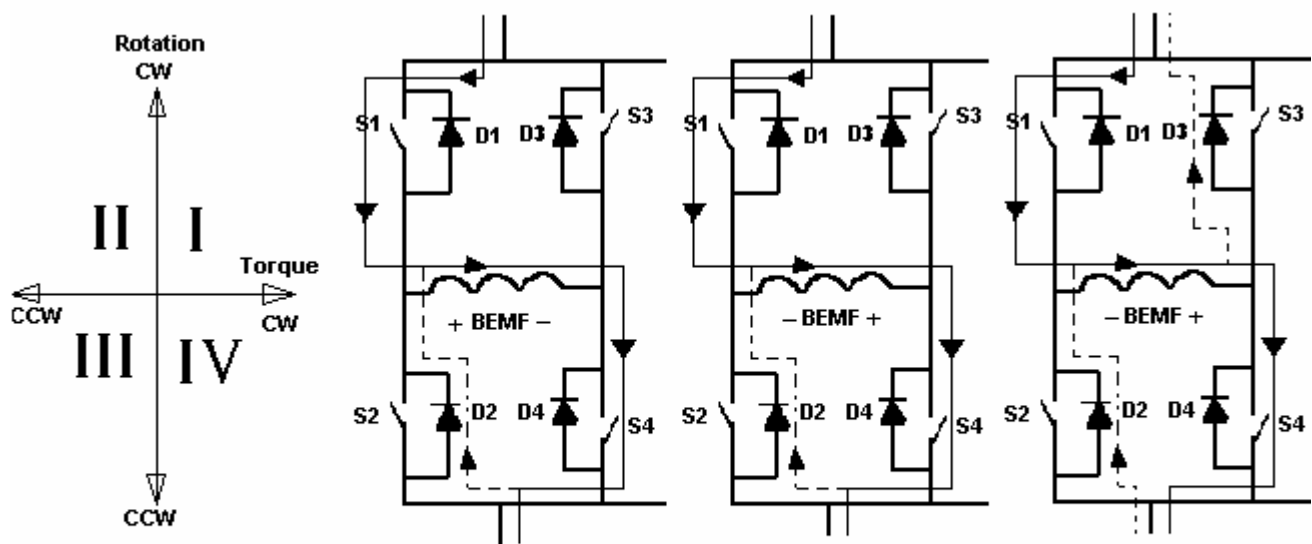 Rotation
CW
II I
Torque
CCW CW
III IV
CCW
S1 D1 D3 S3
+ BEMF −
S2 D2 D4 S4
S1 D1 D3 S3
− BEMF +
S2 D2 D4 S4
S1 D1 D3 S3
− BEMF +
S2 D2 D4 S4